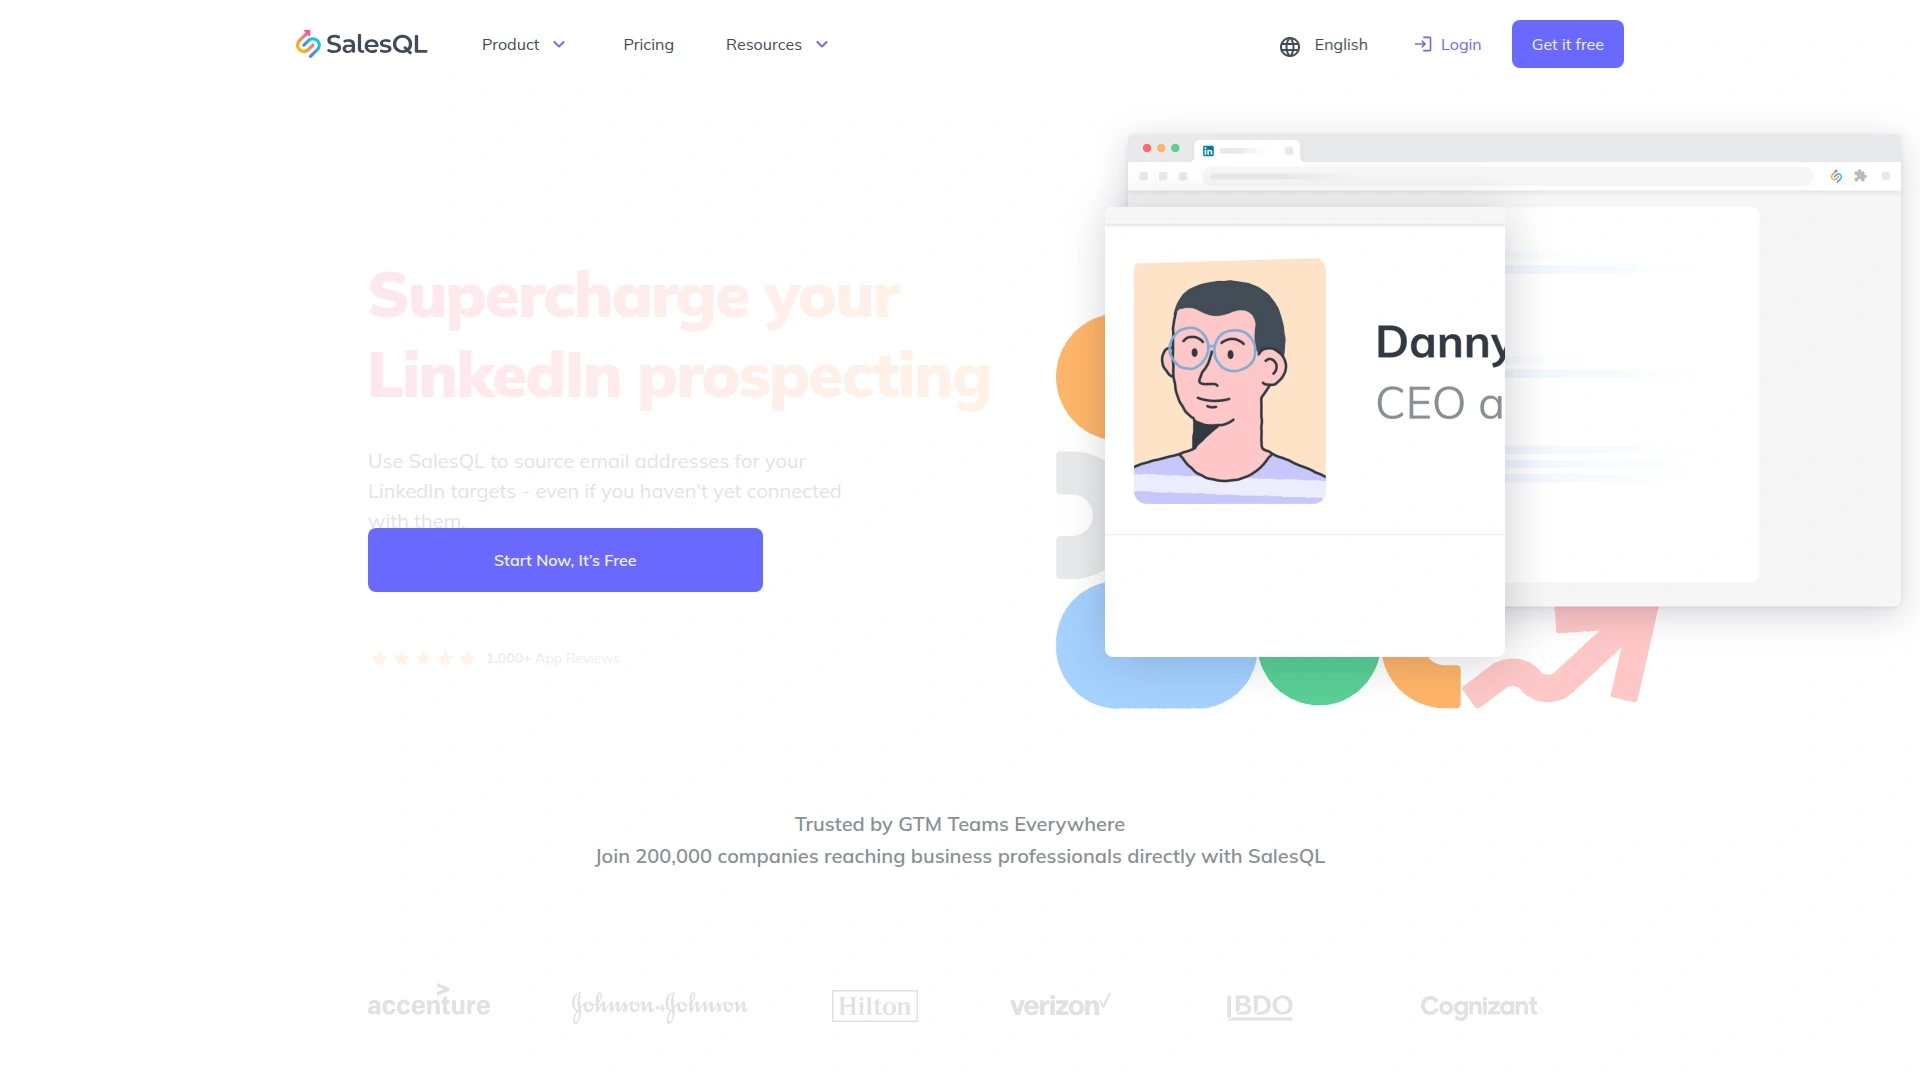 SalesQL
Product
Pricing
Resources
English
Login
Get it free
Supercharge your
LinkedIn prospecting
Use SalesQL to source email addresses for your
LinkedIn targets - even if you haven't yet connected
with them.
Start Now, It's Free
1,000+ App Reviews
in
Danny
CEO a
Trusted by GTM Teams Everywhere
Join 200,000 companies reaching business professionals directly with SalesQL
accenture
Johnson & Johnson
Hilton
verizon✓
BDO
Cognizant